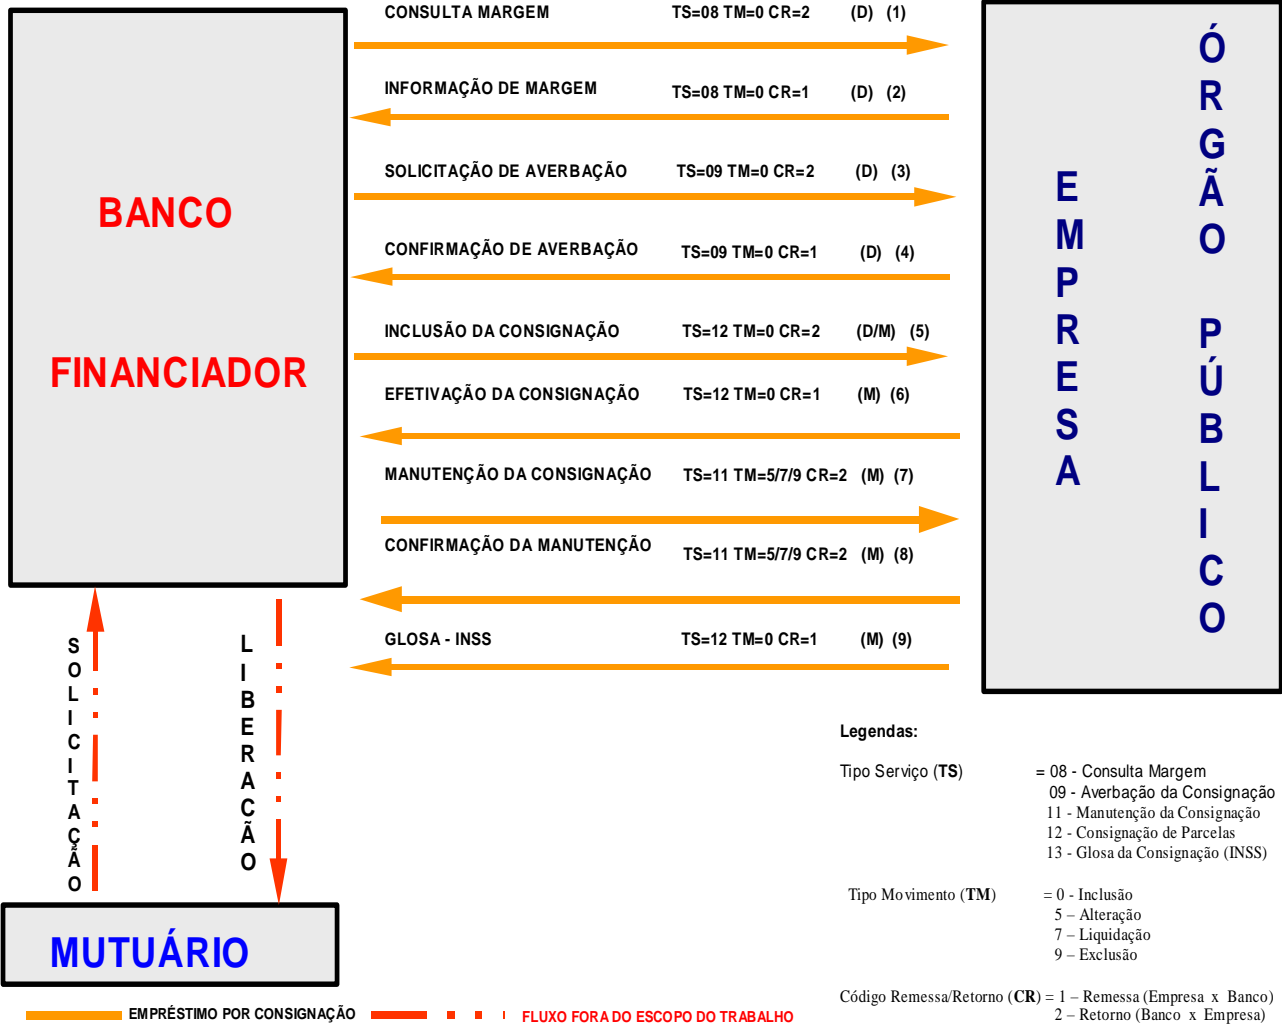 CONSULTA MARGEM TS=08 TM=0 CR=2 (D) (1)
INFORMAÇÃO DE MARGEM TS=08 TM=0 CR=1 (D) (2)
SOLICITAÇÃO DE AVERBAÇÃO TS=09 TM=0 CR=2 (D) (3)
CONFIRMAÇÃO DE AVERBAÇÃO TS=09 TM=0 CR=1 (D) (4)
INCLUSÃO DA CONSIGNAÇÃO TS=12 TM=0 CR=2 (D/M) (5)
EFETIVAÇÃO DA CONSIGNAÇÃO TS=12 TM=0 CR=1 (M) (6)
MANUTENÇÃO DA CONSIGNAÇÃO TS=11 TM=5/7/9 CR=2 (M) (7)
CONFIRMAÇÃO DA MANUTENÇÃO TS=11 TM=5/7/9 CR=2 (M) (8)
GLOSA - INSS TS=12 TM=0 CR=1 (M) (9)
BANCO
FINANCIADOR
EMPRESA
ÓRGÃO PÚBLICO
SOLICITAÇÃO
LIBERACÃO
MUTUÁRIO
Legendas:
Tipo Serviço (TS) = 08 - Consulta Margem
09 - Averbação da Consignação
11 - Manutenção da Consignação
12 - Consignação de Parcelas
13 - Glosa da Consignação (INSS)
Tipo Movimento (TM) = 0 - Inclusão
5 – Alteração
7 – Liquidação
9 – Exclusão
Código Remessa/Retorno (CR) = 1 – Remessa (Empresa x Banco)
2 – Retorno (Banco x Empresa)
EMPRÉSTIMO POR CONSIGNAÇÃO
FLUXO FORA DO ESCOPO DO TRABALHO